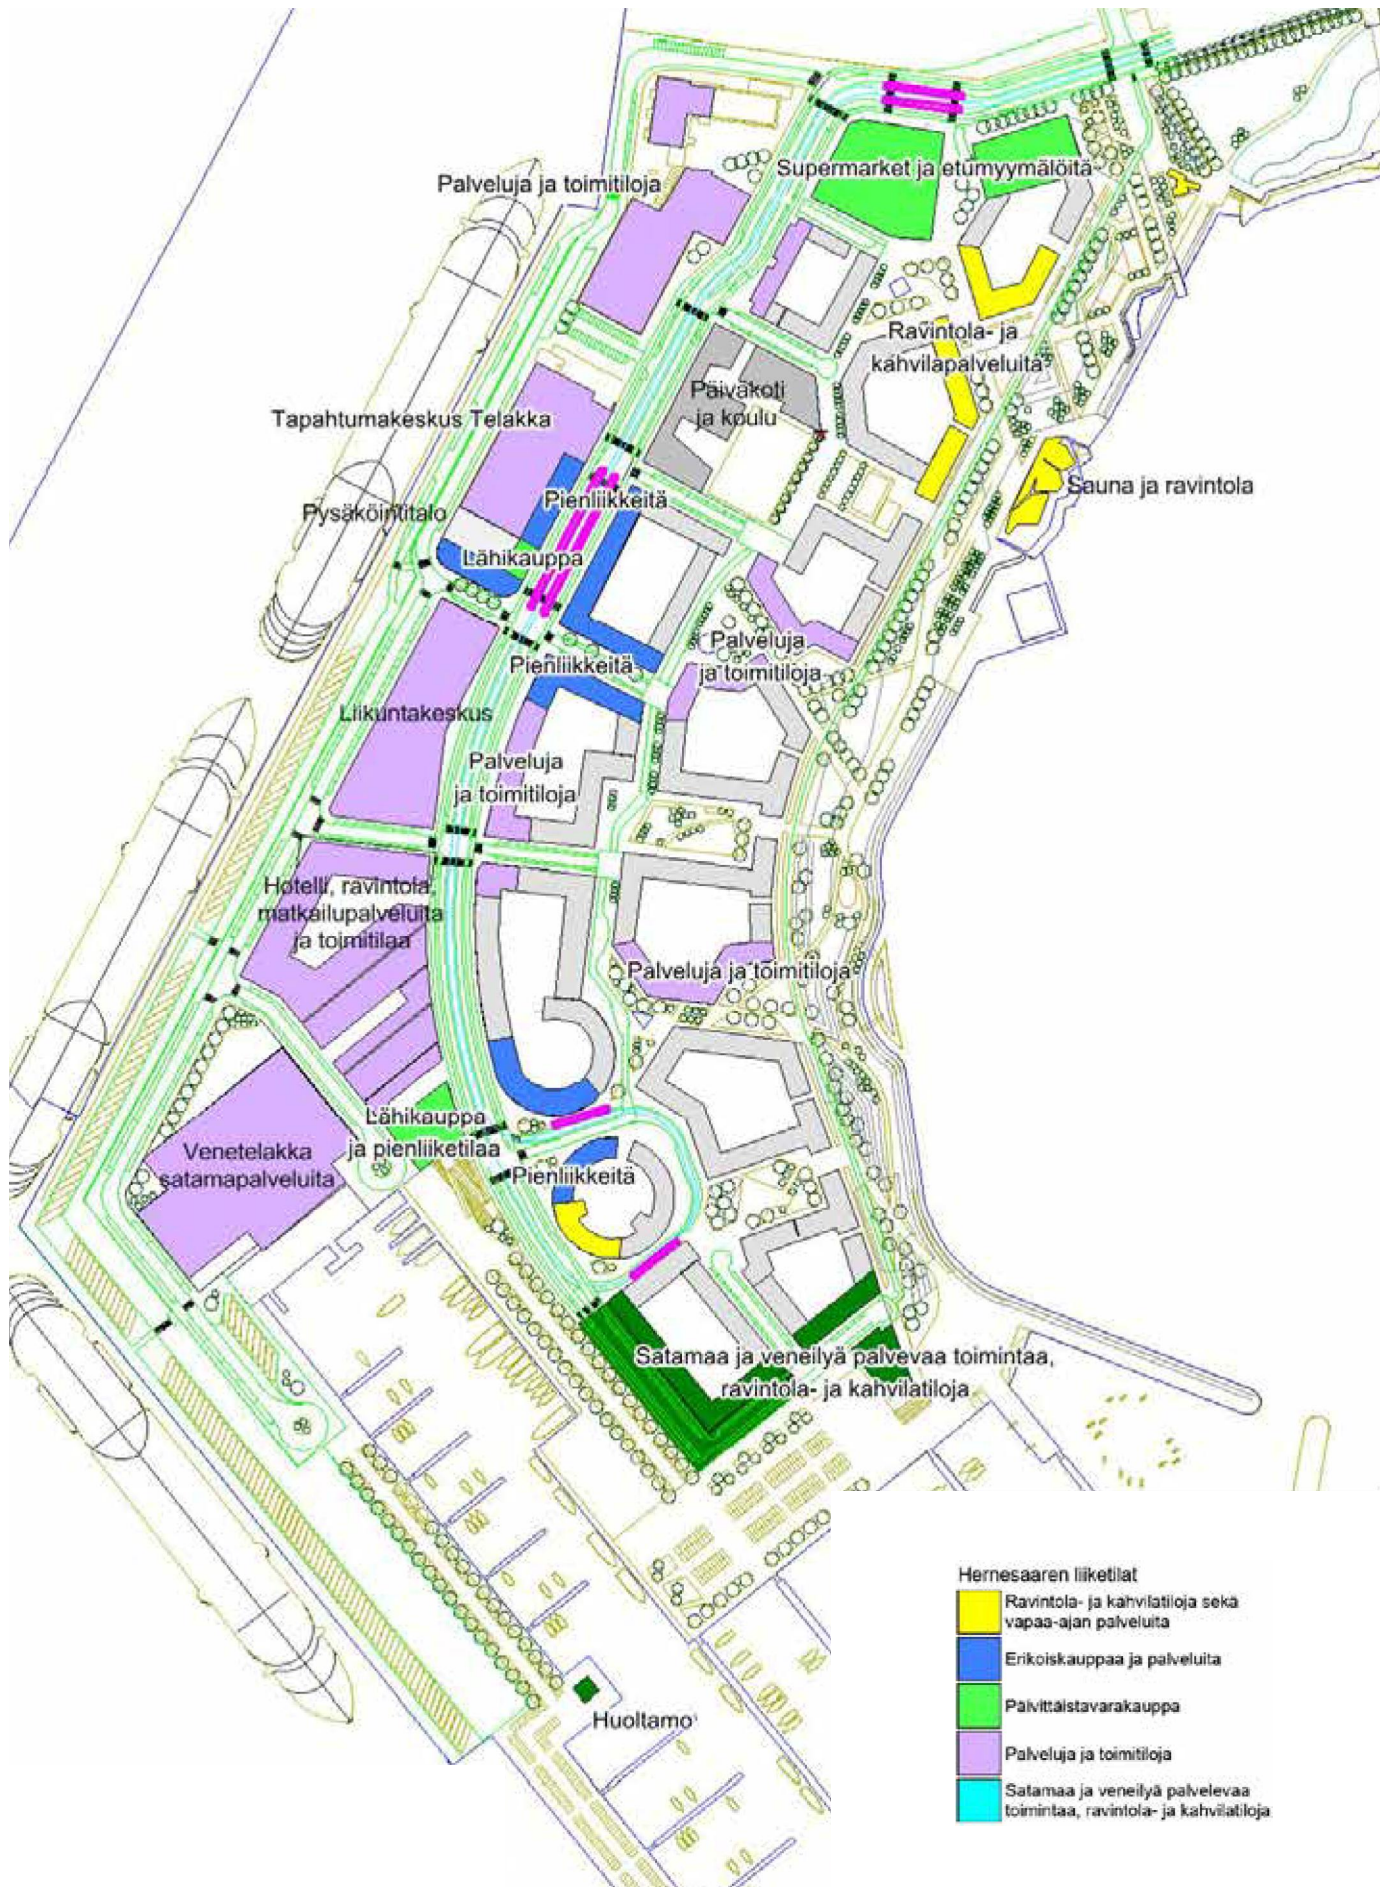 Supermarket ja etumyymälöitä
Palveluja ja toimitiloja
Ravintola- ja
kahvilapalveluita
Päiväkoti
ja koulu
Tapahtumakeskus Telakka
Sauna ja ravintola
Pienliikkeitä
Pysäköintitalo
Lähikauppa
Palveluja
ja toimitiloja
Pienliikkeitä
Liikuntakeskus
Palveluja
ja toimitiloja
Hotelli, ravintola,
matkailupalveluita
ja toimitilaa
Palveluja ja toimitiloja
Lähikauppa
ja pienliiketilaa
Venetelakka
satamapalveluita
Pienliikkeitä
Satamaa ja veneilyä palvevaa toimintaa,
ravintola- ja kahvilatiloja
Huoltamo
Hernesaaren liiketilat
Ravintola- ja kahvilatiloja sekä
vapaa-ajan palveluita
Erikoiskauppaa ja palveluita
Päivittäistavarakauppa
Palveluja ja toimitiloja
Satamaa ja veneilyä palvelevaa
toimintaa, ravintola- ja kahvilatiloja